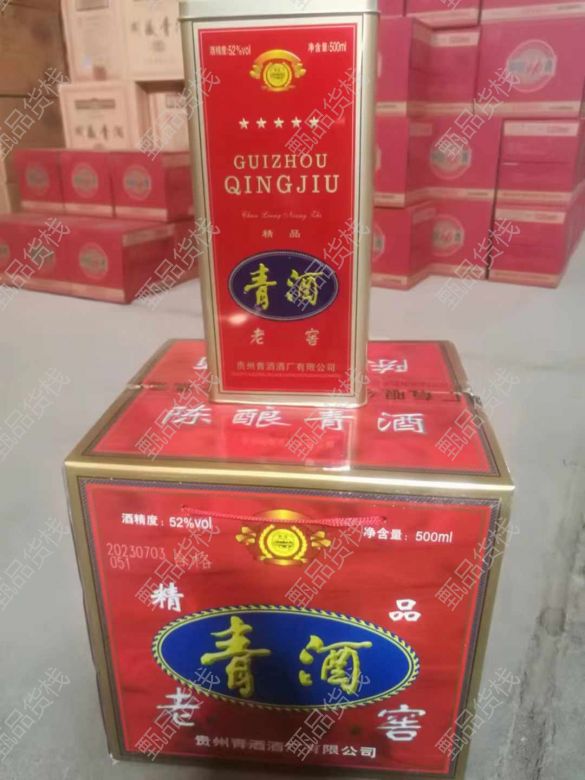 酒精度:52%vol
净含量:500ml
★★★★★
GUIZHOU
QINGJIU
精品
青酒
老窖
贵州青酒酒厂有限公司
陈酿青酒
酒精度:52%vol
净含量:500ml
20230703 合格
051
精品
青酒
老窖
贵州青酒酒厂有限公司
甄品货栈